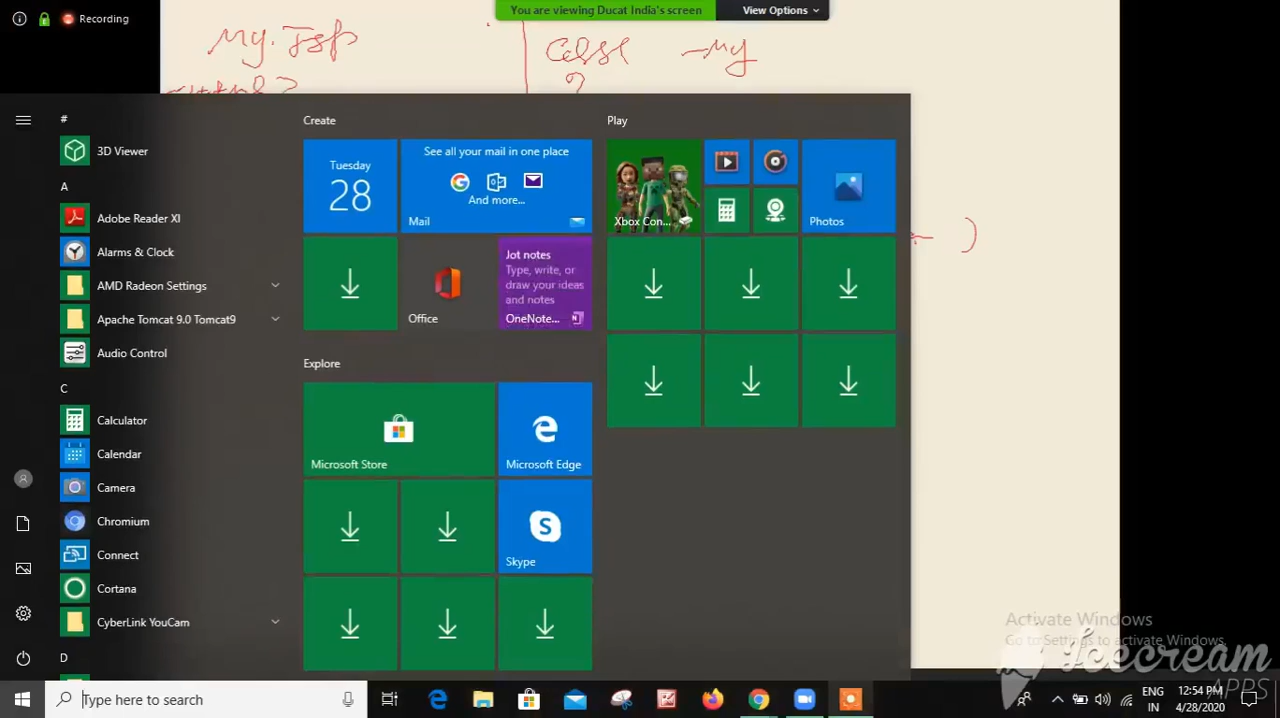 Recording
You are viewing Ducat India's screen
View Options
My.Jsp
class
-My
#
3D Viewer
A
Adobe Reader XI
Alarms & Clock
AMD Radeon Settings
Apache Tomcat 9.0 Tomcat9
Audio Control
C
Calculator
Calendar
Camera
Chromium
Connect
Cortana
CyberLink YouCam
D
Create
Tuesday
28
See all your mail in one place
And more...
Mail
Office
Jot notes
Type, write, or
draw your ideas
and notes
OneNote...
Explore
Microsoft Store
Microsoft Edge
Skype
Play
Xbox Con...
Photos
)
Activate Windows
Go to Settings to activate Windows.
Icecream
APPS
Type here to search
ENG
IN
12:54 PM
4/28/2020